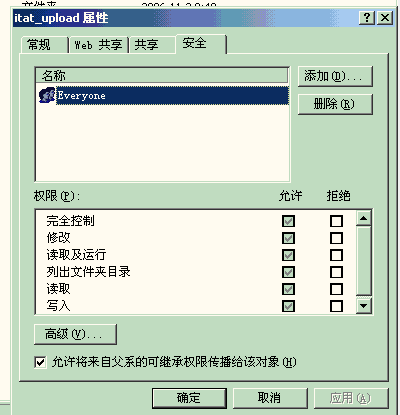 itat_upload 属性
常规 Web 共享 共享 安全
名称 添加(D)...
Everyone 删除(R)
权限(P): 允许 拒绝
完全控制
修改
读取及运行
列出文件夹目录
读取
写入
高级(V)...
允许将来自父系的可继承权限传播给该对象(H)
确定 取消 应用(A)